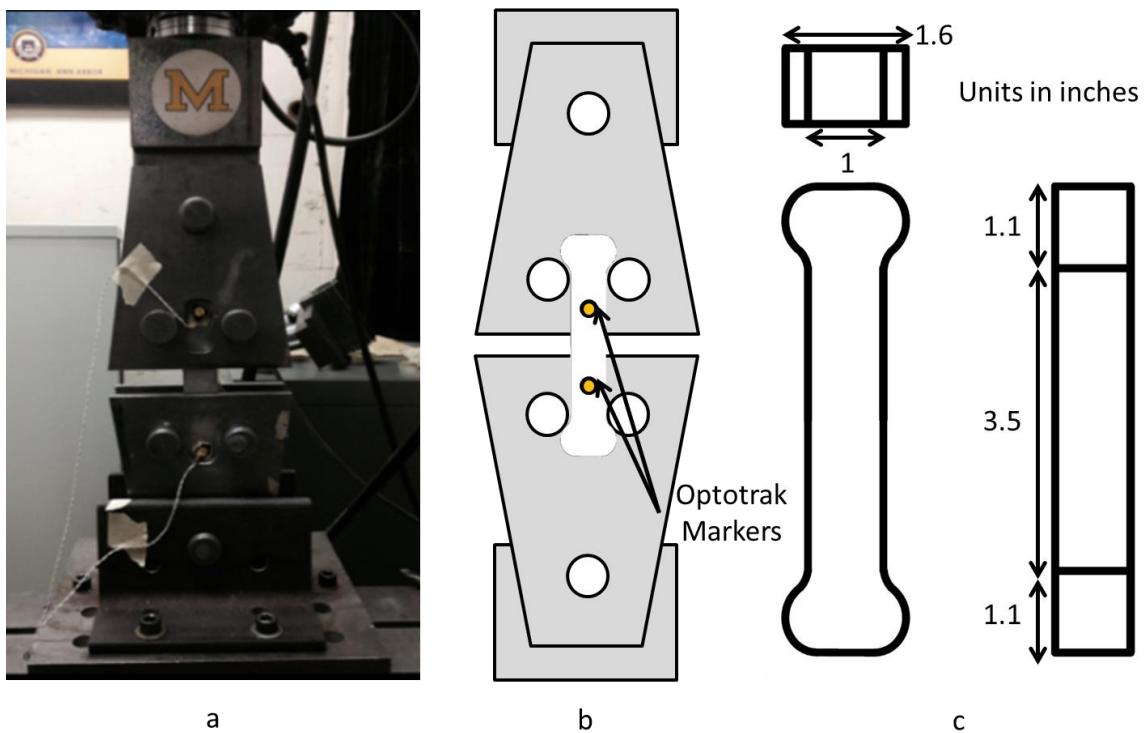 MICHIGAN, ANN ARBOR
M
Optotrak
Markers
1.6
Units in inches
1
1.1
3.5
1.1
a
b
c